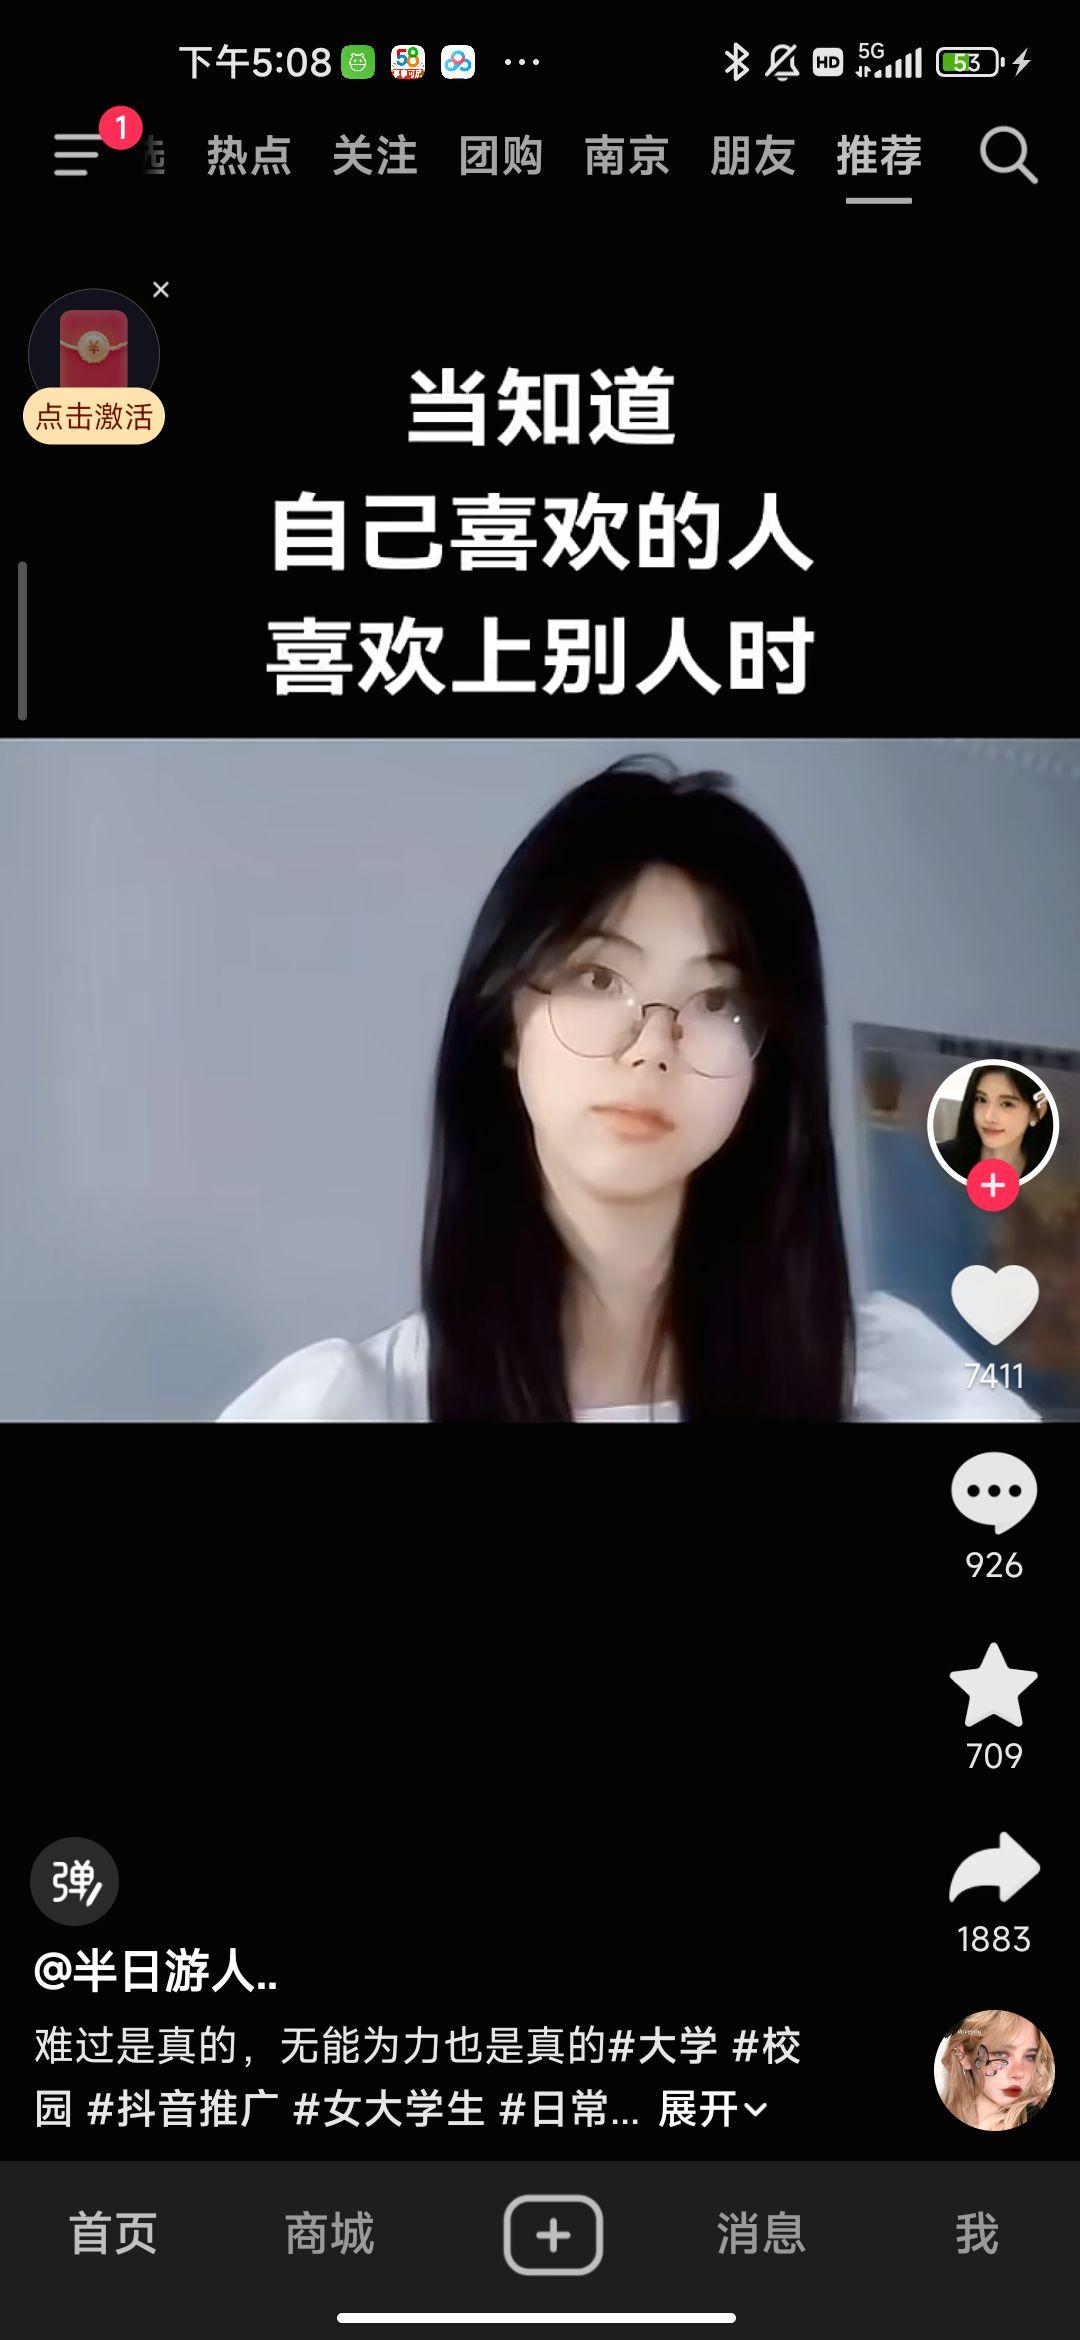 下午5:08
58
HD
5G
53
1
热点 关注 团购 南京 朋友 推荐
点击激活
当知道
自己喜欢的人
喜欢上别人时
7411
926
709
1883
弹
@半日游人..
难过是真的，无能为力也是真的#大学 #校
园 #抖音推广 #女大学生 #日常... 展开
首页 商城 消息 我